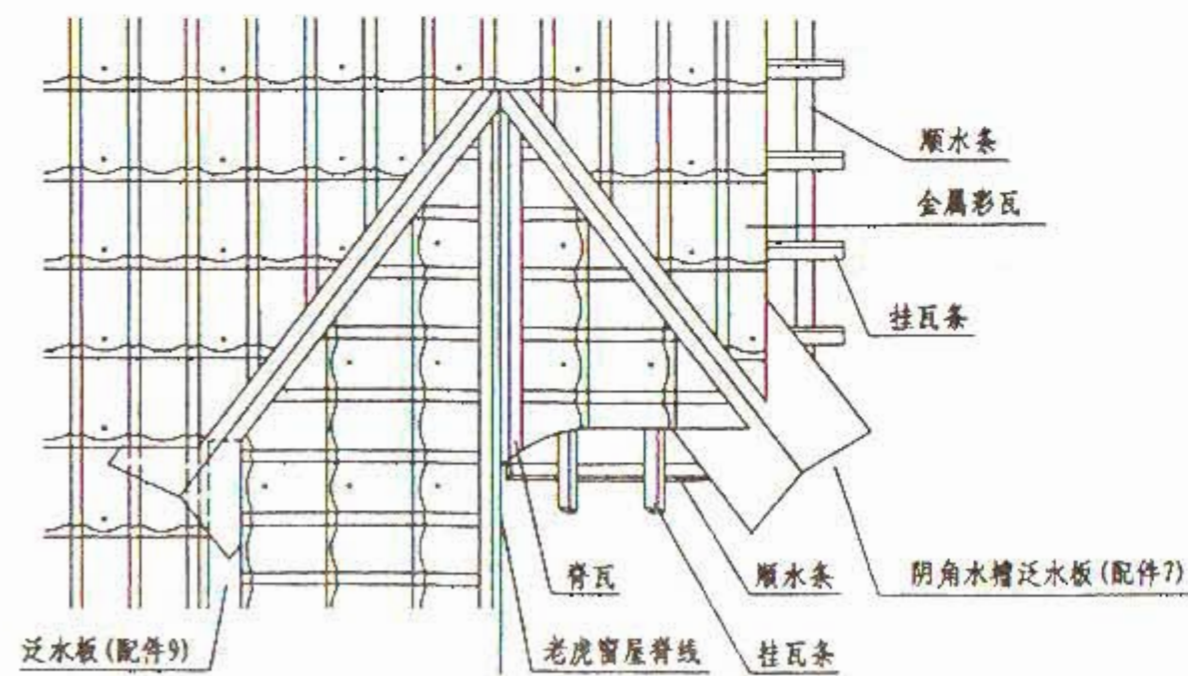 顺水条
金属彩瓦
挂瓦条
脊瓦
顺水条
阴角水槽泛水板(配件7)
泛水板(配件9)
老虎窗屋脊线
挂瓦条